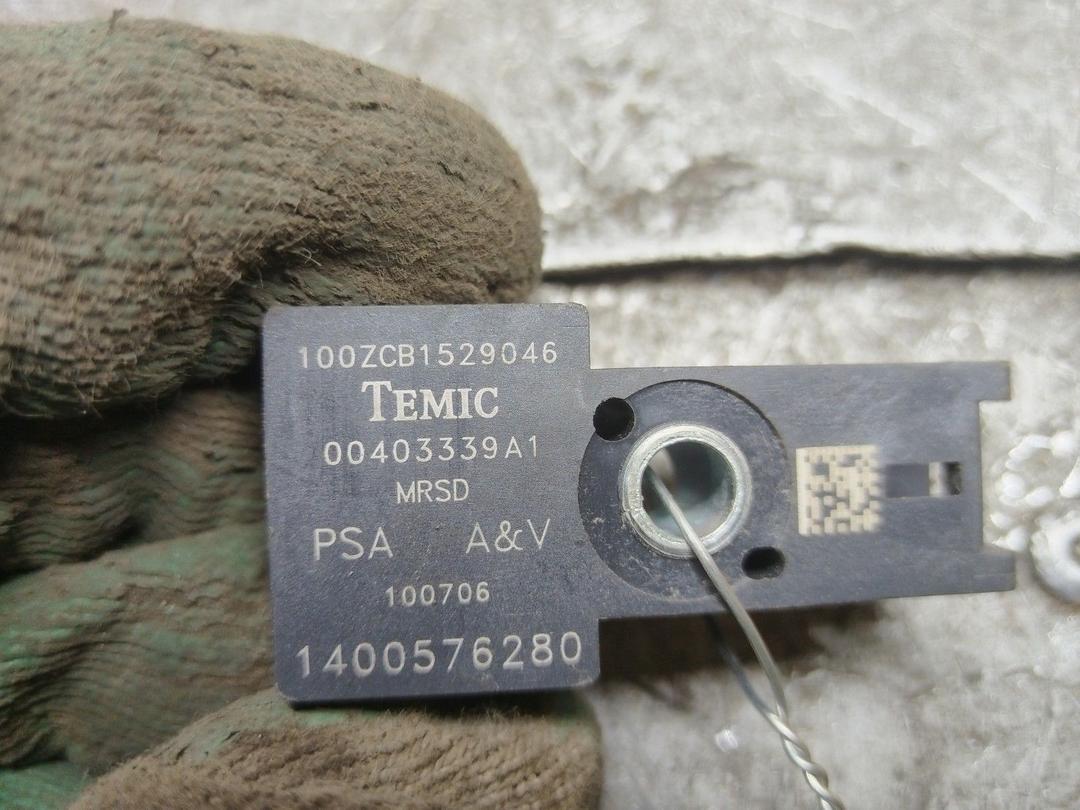 100ZCB1529046
TEMIC
00403339A1
MRSD
PSA A&V
100706
1400576280